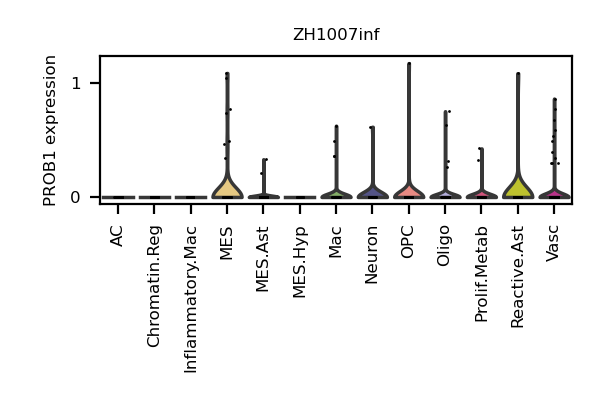 ZH1007inf
PROB1 expression
1
0
AC
Chromatin.Reg
Inflammatory.Mac
MES
MES.Ast
MES.Hyp
Mac
Neuron
OPC
Oligo
Prolif.Metab
Reactive.Ast
Vasc